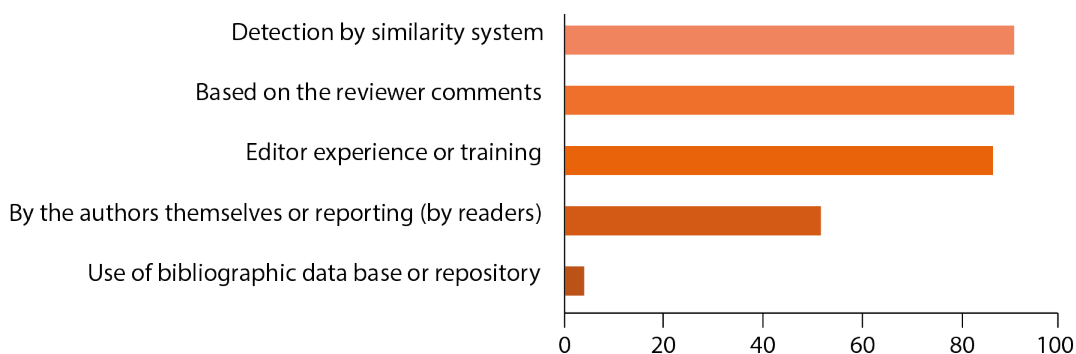 Detection by similarity system
Based on the reviewer comments
Editor experience or training
By the authors themselves or reporting (by readers)
Use of bibliographic data base or repository
0 20 40 60 80 100